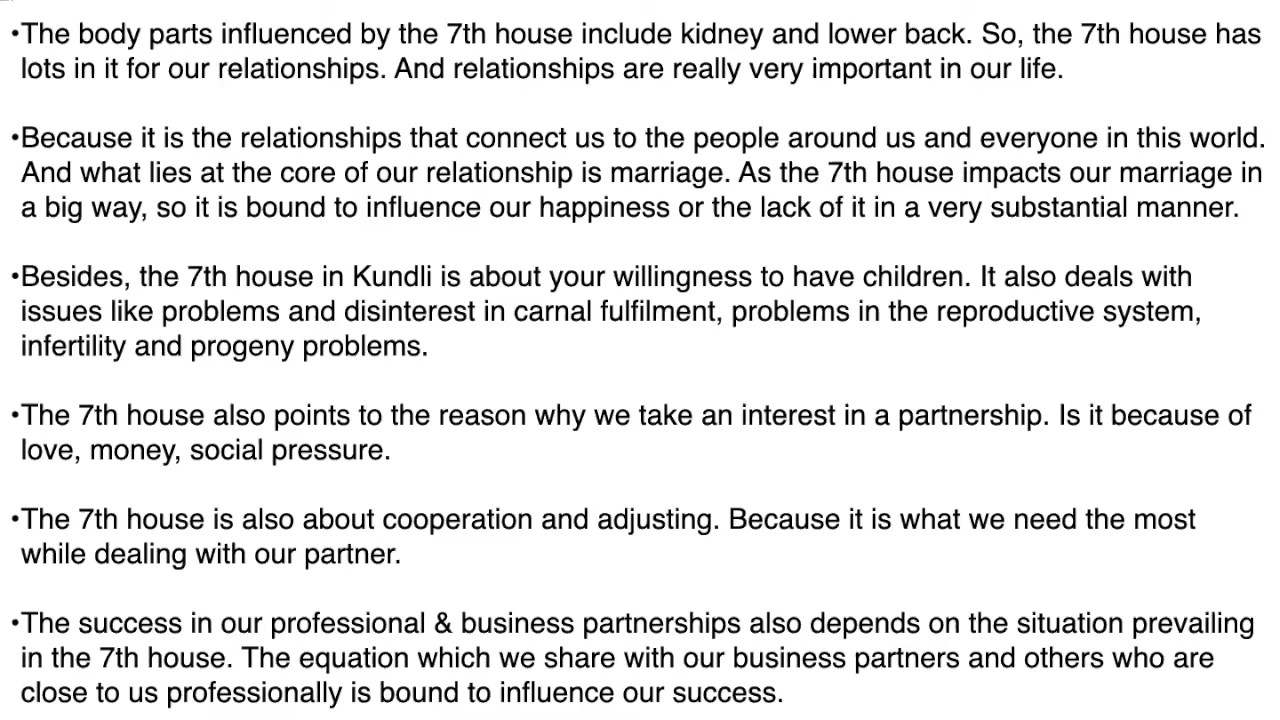 •The body parts influenced by the 7th house include kidney and lower back. So, the 7th house has
lots in it for our relationships. And relationships are really very important in our life.
•Because it is the relationships that connect us to the people around us and everyone in this world.
And what lies at the core of our relationship is marriage. As the 7th house impacts our marriage in
a big way, so it is bound to influence our happiness or the lack of it in a very substantial manner.
•Besides, the 7th house in Kundli is about your willingness to have children. It also deals with
issues like problems and disinterest in carnal fulfilment, problems in the reproductive system,
infertility and progeny problems.
•The 7th house also points to the reason why we take an interest in a partnership. Is it because of
love, money, social pressure.
•The 7th house is also about cooperation and adjusting. Because it is what we need the most
while dealing with our partner.
•The success in our professional & business partnerships also depends on the situation prevailing
in the 7th house. The equation which we share with our business partners and others who are
close to us professionally is bound to influence our success.